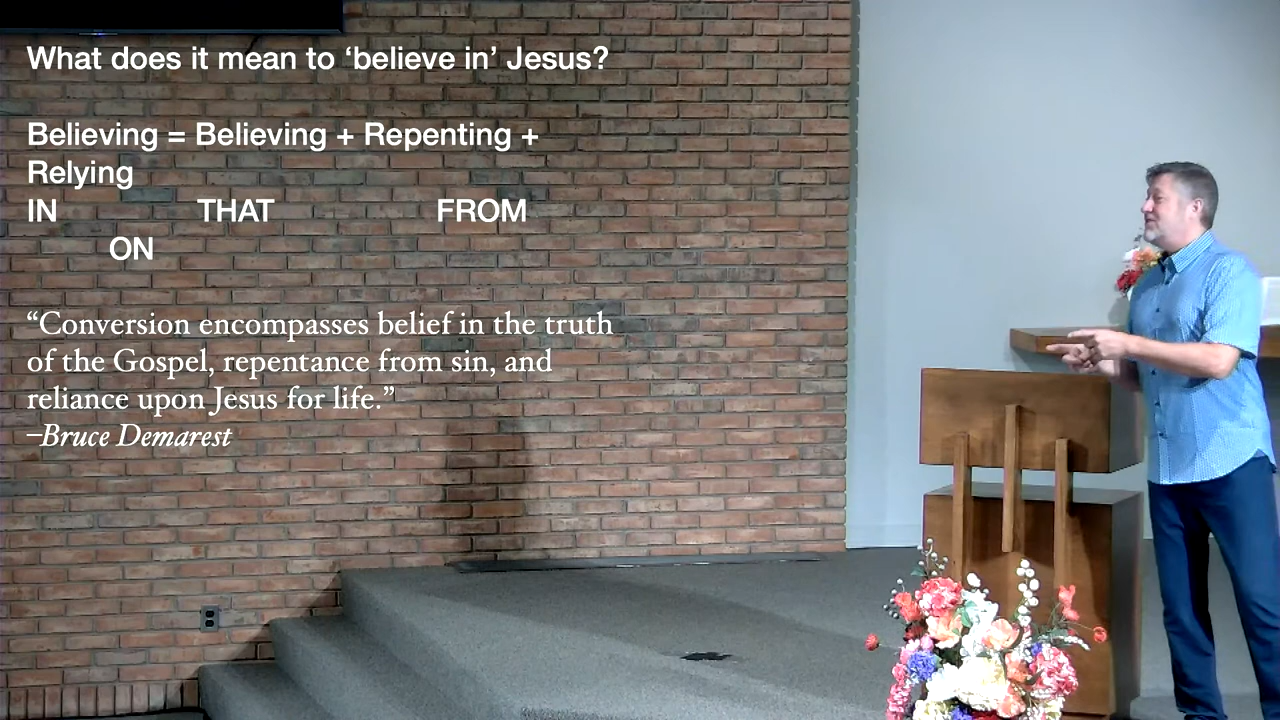 What does it mean to ‘believe in’ Jesus?
Believing = Believing + Repenting +
Relying
IN THAT FROM
ON
“Conversion encompasses belief in the truth
of the Gospel, repentance from sin, and
reliance upon Jesus for life.”
–Bruce Demarest